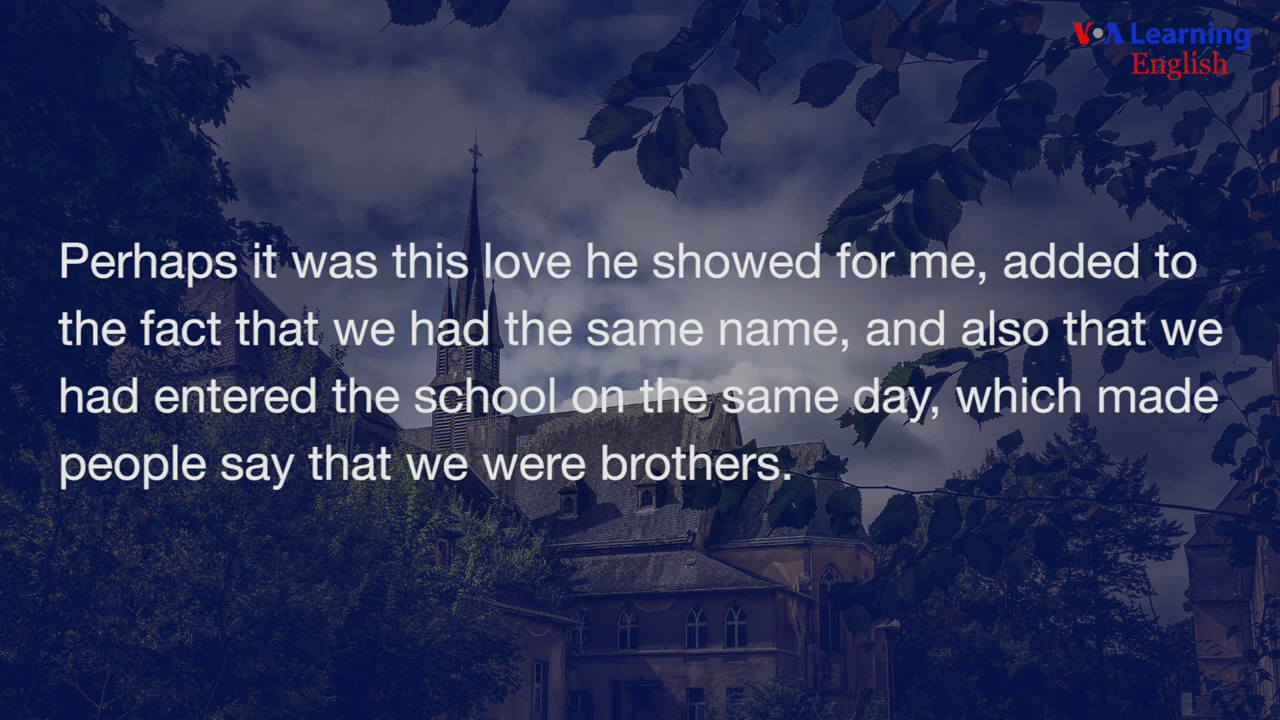 VOA Learning
English
Perhaps it was this love he showed for me, added to
the fact that we had the same name, and also that we
had entered the school on the same day, which made
people say that we were brothers.